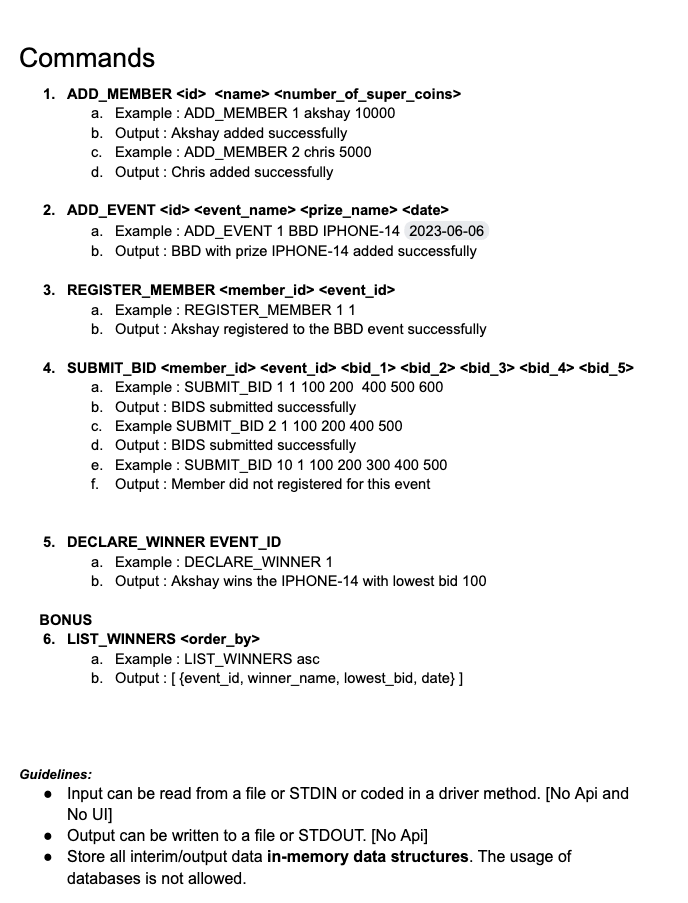 Commands
1. ADD_MEMBER <id> <name> <number_of_super_coins>
a. Example : ADD_MEMBER 1 akshay 10000
b. Output : Akshay added successfully
c. Example : ADD_MEMBER 2 chris 5000
d. Output : Chris added successfully
2. ADD_EVENT <id> <event_name> <prize_name> <date>
a. Example : ADD_EVENT 1 BBD IPHONE-14 2023-06-06
b. Output : BBD with prize IPHONE-14 added successfully
3. REGISTER_MEMBER <member_id> <event_id>
a. Example : REGISTER_MEMBER 1 1
b. Output : Akshay registered to the BBD event successfully
4. SUBMIT_BID <member_id> <event_id> <bid_1> <bid_2> <bid_3> <bid_4> <bid_5>
a. Example : SUBMIT_BID 1 1 100 200  400 500 600
b. Output : BIDS submitted successfully
c. Example SUBMIT_BID 2 1 100 200 400 500
d. Output : BIDS submitted successfully
e. Example : SUBMIT_BID 10 1 100 200 300 400 500
f. Output : Member did not registered for this event
5. DECLARE_WINNER EVENT_ID
a. Example : DECLARE_WINNER 1
b. Output : Akshay wins the IPHONE-14 with lowest bid 100
BONUS
6. LIST_WINNERS <order_by>
a. Example : LIST_WINNERS asc
b. Output : [ {event_id, winner_name, lowest_bid, date} ]
Guidelines:
● Input can be read from a file or STDIN or coded in a driver method. [No Api and
No UI]
● Output can be written to a file or STDOUT. [No Api]
● Store all interim/output data in-memory data structures. The usage of
databases is not allowed.